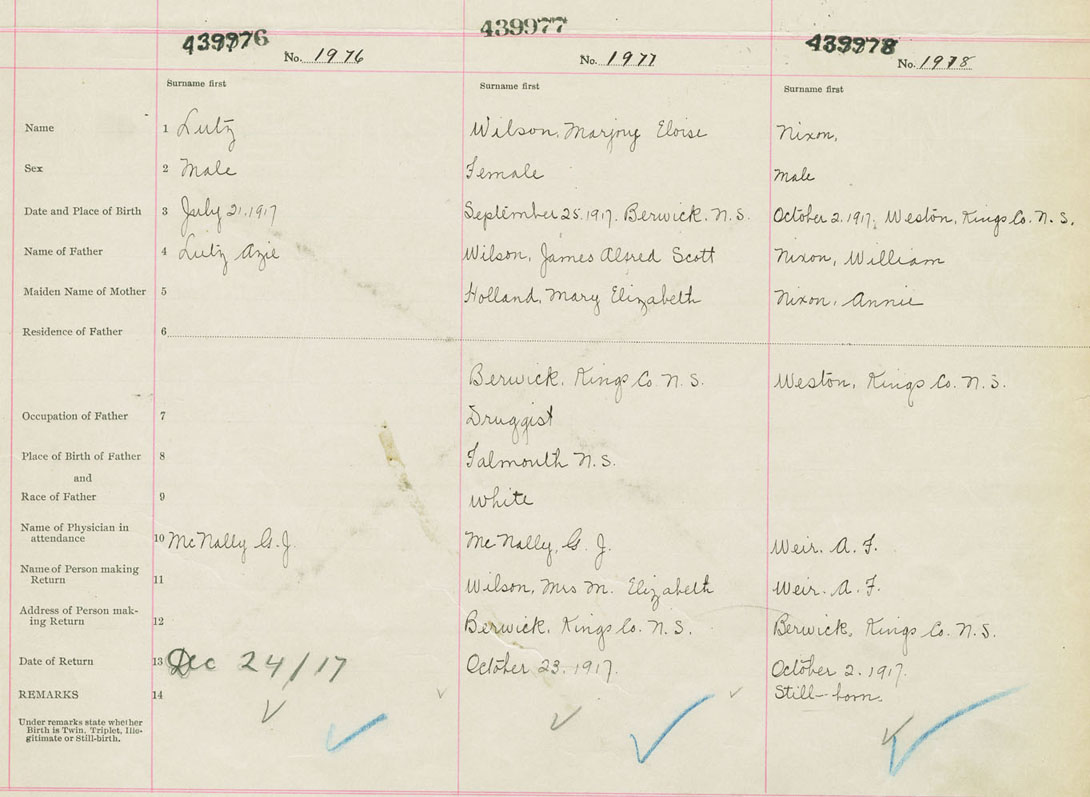 439976 439977 439978
No. 1976 No. 1977 No. 1978
Surname first Surname first Surname first
Name 1 Lutz Wilson, Marjory Eloise Nixon,
Sex 2 Male Female Male
Date and Place of Birth 3 July 21.1917 September 25.1917. Berwick. N.S. October 2.1917; Weston, Kings Co. N.S.
Name of Father 4 Lutz Azie Wilson, James Alfred Scott Nixon, William
Maiden Name of Mother 5 Holland, Mary Elizabeth Nixon, Annie
Residence of Father 6
Berwick, Kings Co. N.S. Weston, Kings Co. N.S.
Occupation of Father 7 Druggist
Place of Birth of Father 8 Falmouth N.S.
and
Race of Father 9 White
Name of Physician in
attendance 10 McNally G.J. McNally, G.J. Weir. A.F.
Name of Person making
Return 11 Wilson, Mrs M. Elizabeth Weir. A.F.
Address of Person mak-
ing Return 12 Berwick, Kings Co. N.S. Berwick, Kings Co. N.S.
Date of Return 13 Dec 24/17 October 23.1917. October 2.1917.
REMARKS 14 Still-born.
Under remarks state whether
Birth is Twin, Triplet, Ille-
gitimate or Still-birth.